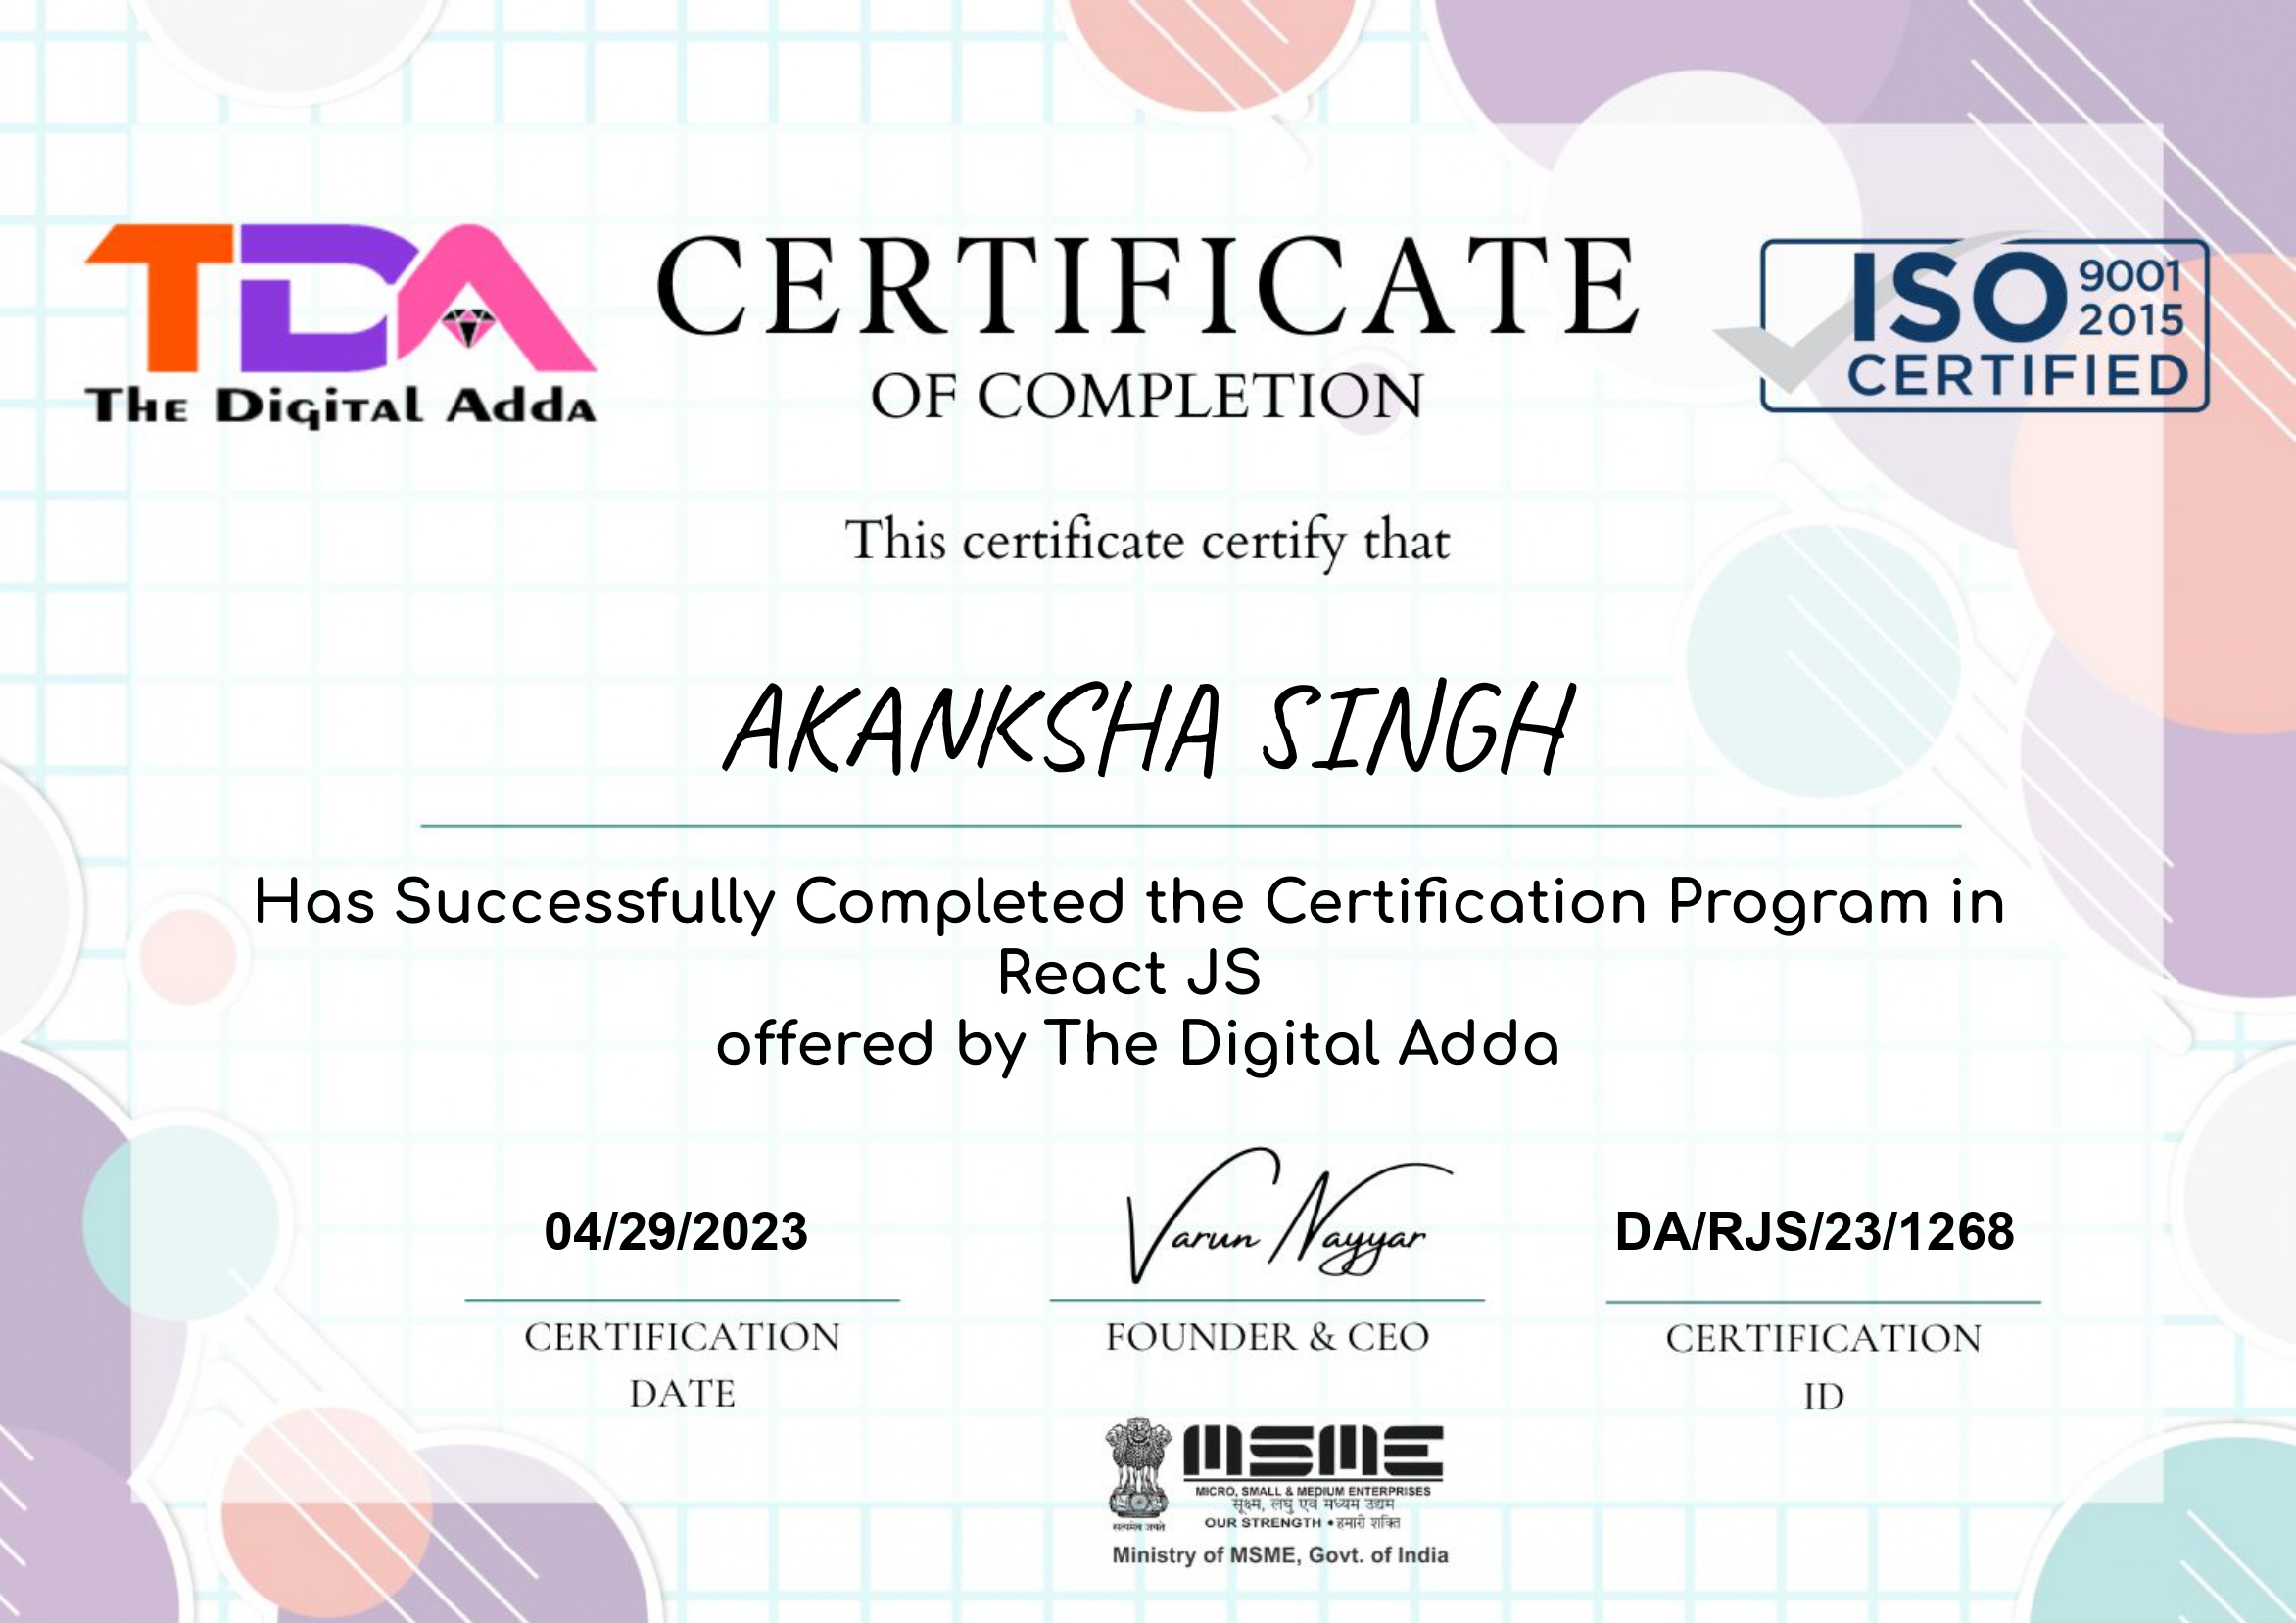 TDA
The Digital Adda
CERTIFICATE
OF COMPLETION
ISO 9001
2015
CERTIFIED
This certificate certify that
AKANKSHA SINGH
Has Successfully Completed the Certification Program in
React JS
offered by The Digital Adda
04/29/2023
CERTIFICATION
DATE
Varun Nayyar
FOUNDER & CEO
DA/RJS/23/1268
CERTIFICATION
ID
MSME
MICRO, SMALL & MEDIUM ENTERPRISES
सूक्ष्म, लघु एवं मध्यम उद्यम
OUR STRENGTH • हमारी शक्ति
सत्यमेव जयते
Ministry of MSME, Govt. of India